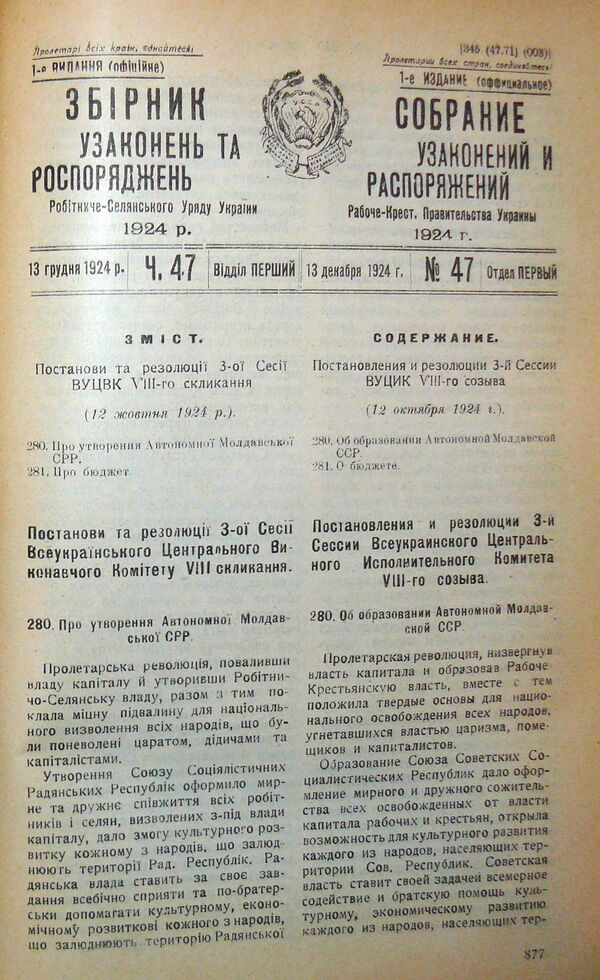 Пролетарі всіх країн, єднайтесь!
1-е ВИДАННЯ (офіційне)
ЗБІРНИК
УЗАКОНЕНЬ ТА
РОСПОРЯДЖЕНЬ
Робітниче-Селянського Уряду України
1924 р.
|345 (47.71) (008)|
Пролетарии всех стран, соединяйтесь!
1-е ИЗДАНИЕ (оффициальное)
СОБРАНИЕ
УЗАКОНЕНИЙ И
РАСПОРЯЖЕНИЙ
Рабоче-Крест. Правительства Украины
1924 г.
13 грудня 1924 р. Ч. 47 Відділ ПЕРШИЙ 13 декабря 1924 г. № 47 Отдел ПЕРВЫЙ
ЗМІСТ.
Постанови та резолюції 3-ої Сесії
ВУЦВК VIII-го скликання
(12 жовтня 1924 р.).
280. Про утворення Автономної Молдавської
СРР.
281. Про бюджет.
Постанови та резолюції 3-ої Сесії
Всеукраїнського Центрального Ви-
конавчого Комітету VIII скликання.
280. Про утворення Автономної Молдав-
ської СРР.
Пролетарська революція, поваливши
владу капіталу й утворивши Робітни-
чо-Селянську владу, разом з тим по-
клала міцну підвалину для національ-
ного визволення всіх народів, що бу-
ли поневолені царатом, дідичами та
капіталістами.
Утворення Союзу Соціялістичних
Радянських Республік оформило мир-
не та дружнє співжиття всіх робіт-
ників і селян, визволених з-під влади
капіталу, дало змогу культурного роз-
витку кожному з народів, що залюд-
нюють території Рад. Республік. Ра-
дянська влада ставить за своє зав-
дання всебічно сприяти та по-братер-
ськи допомагати культурному, еконо-
мічному розвиткові кожного з народів,
що залюднюють територію Радянської
СОДЕРЖАНИЕ.
Постановления и резолюции 3-й Сессии
ВУЦИК VIII-го созыва
(12 октября 1924 г.).
280. Об образовании Автономной Молдавской
ССР.
281. О бюджете.
Постановления и резолюции 3-й
Сессии Всеукраинского Централь-
ного Исполнительного Комитета
VIII-го созыва.
280. Об образовании Автономной Молдав-
ской ССР.
Пролетарская революция, низвергнув
власть капитала и образовав Рабоче
Крестьянскую власть, вместе с тем
положила твердые основы для нацио-
нального освобождения всех народов,
угнетавшихся властью царизма, поме-
щиков и капиталистов.
Образование Союза Советских Со-
циалистических Республик дало офор-
мление мирного и дружного сожитель-
ства всех освобожденных от власти
капитала рабочих и крестьян, открыла
возможность для культурного развития
каждого из народов, населяющих тер-
ритории Сов. Республик. Советская
власть ставит своей задачей всемерное
содействие и братскую помощь куль-
турному, экономическому развитию
каждого из народов, населяющих тер-
877